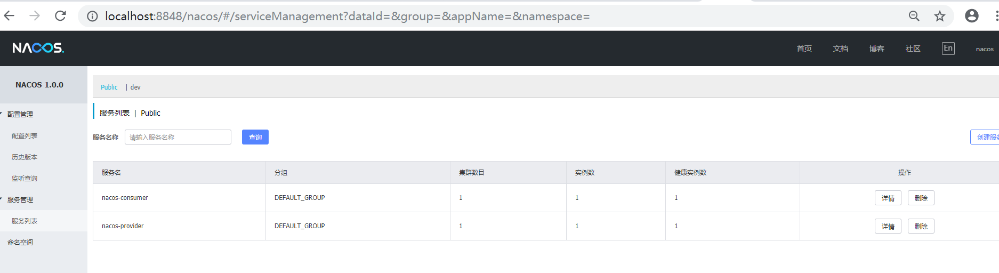 localhost:8848/nacos/#/serviceManagement?dataId=&group=&appName=&namespace=
NACOS.
首页 文档 博客 社区 En nacos
NACOS 1.0.0
Public | dev
配置管理
服务列表 | Public
配置列表
服务名称 请输入服务名称 查询 创建服务
历史版本
服务名 分组 集群数目 实例数 健康实例数 操作
监听查询
nacos-consumer DEFAULT_GROUP 1 1 1 详情 删除
服务管理
服务列表
nacos-provider DEFAULT_GROUP 1 1 1 详情 删除
命名空间